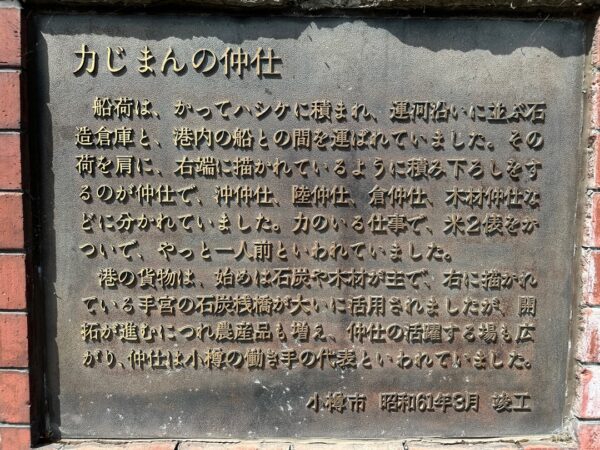 力じまんの仲仕
船荷は、かってハシケに積まれ、運河沿いに並ぶ石
造倉庫と、港内の船との間を運ばれていました。その
荷を肩に、右端に描かれているように積み下ろしをす
るのが仲仕で、沖仲仕、陸仲仕、倉仲仕、木材仲仕な
どに分かれていました。力のいる仕事で、米2俵をか
ついで、やっと一人前といわれていました。
港の貨物は、始めは石炭や木材が主で、右に描かれ
ている手宮の石炭桟橋が大いに活用されましたが、開
拓が進むにつれ農産品も増え、仲仕の活躍する場も広
がり、仲仕は小樽の働き手の代表といわれていました。
小樽市 昭和61年3月 竣工